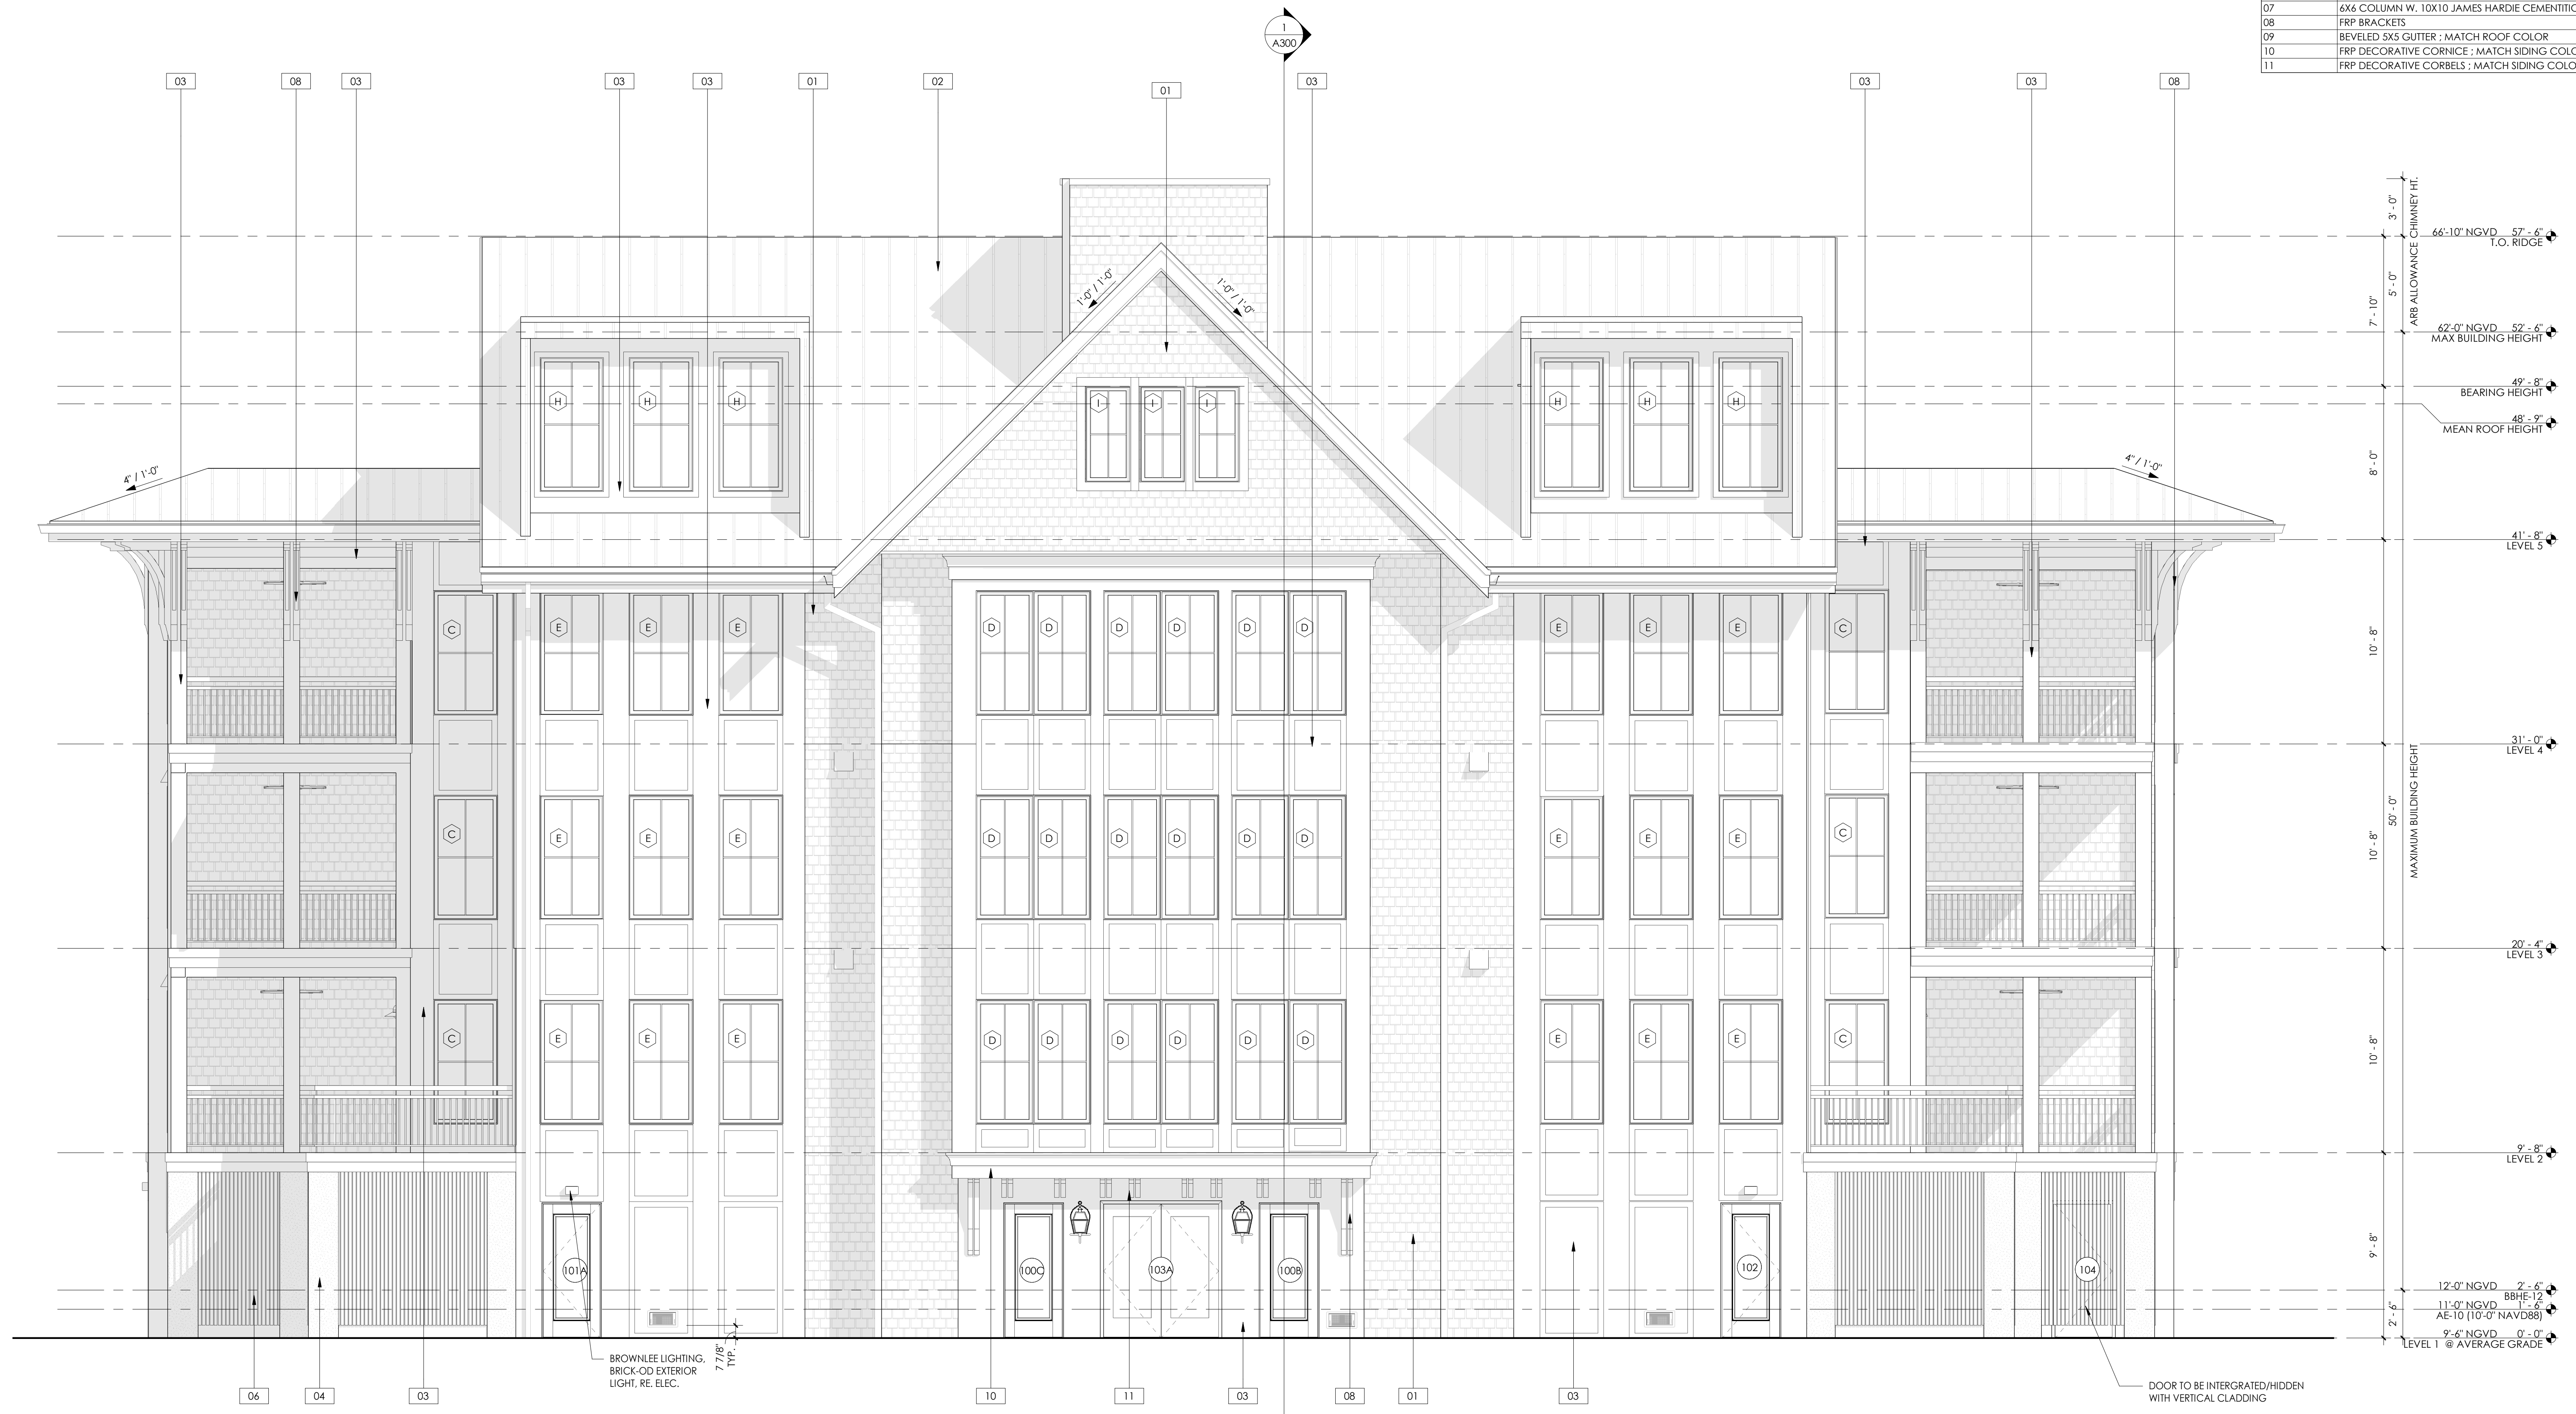 07 6X6 COLUMN W. 10X10 JAMES HARDIE CEMENTITIO
08 FRP BRACKETS
09 BEVELED 5X5 GUTTER ; MATCH ROOF COLOR
10 FRP DECORATIVE CORNICE ; MATCH SIDING COLO
11 FRP DECORATIVE CORBELS ; MATCH SIDING COLO
1
A300
03 08 03 03 03 01 02 01 03 03 03 08
3' - 0"
ARB ALLOWANCE CHIMNEY HT.
66'-10" NGVD 57' - 6"
T.O. RIDGE
5' - 0"
7' - 10"
1'-0" / 1'-0"
1'-0" / 1'-0"
62'-0" NGVD 52' - 6"
MAX BUILDING HEIGHT
49' - 8"
BEARING HEIGHT
H H H I I I H H H
48' - 9"
MEAN ROOF HEIGHT
4" / 1'-0"
4" / 1'-0"
8' - 0"
41' - 8"
LEVEL 5
C E E E D D D D D D E E E C
10' - 8"
31' - 0"
LEVEL 4
MAXIMUM BUILDING HEIGHT
50' - 0"
C E E E D D D D D D E E E C
10' - 8"
20' - 4"
LEVEL 3
C E E E D D D D D D E E E C
10' - 8"
9' - 8"
LEVEL 2
9' - 8"
101A 100C 103A 100B 102 104
12'-0" NGVD 2' - 6"
BBHE-12
11'-0" NGVD 1' - 6"
AE-10 (10'-0" NAVD88)
2' - 6"
9'-6" NGVD 0' - 0"
LEVEL 1 @ AVERAGE GRADE
BROWNLEE LIGHTING,
BRICK-OD EXTERIOR
LIGHT, RE. ELEC.
7 7/8"
TYP.
DOOR TO BE INTERGRATED/HIDDEN
WITH VERTICAL CLADDING
06 04 03 10 11 03 08 01 03